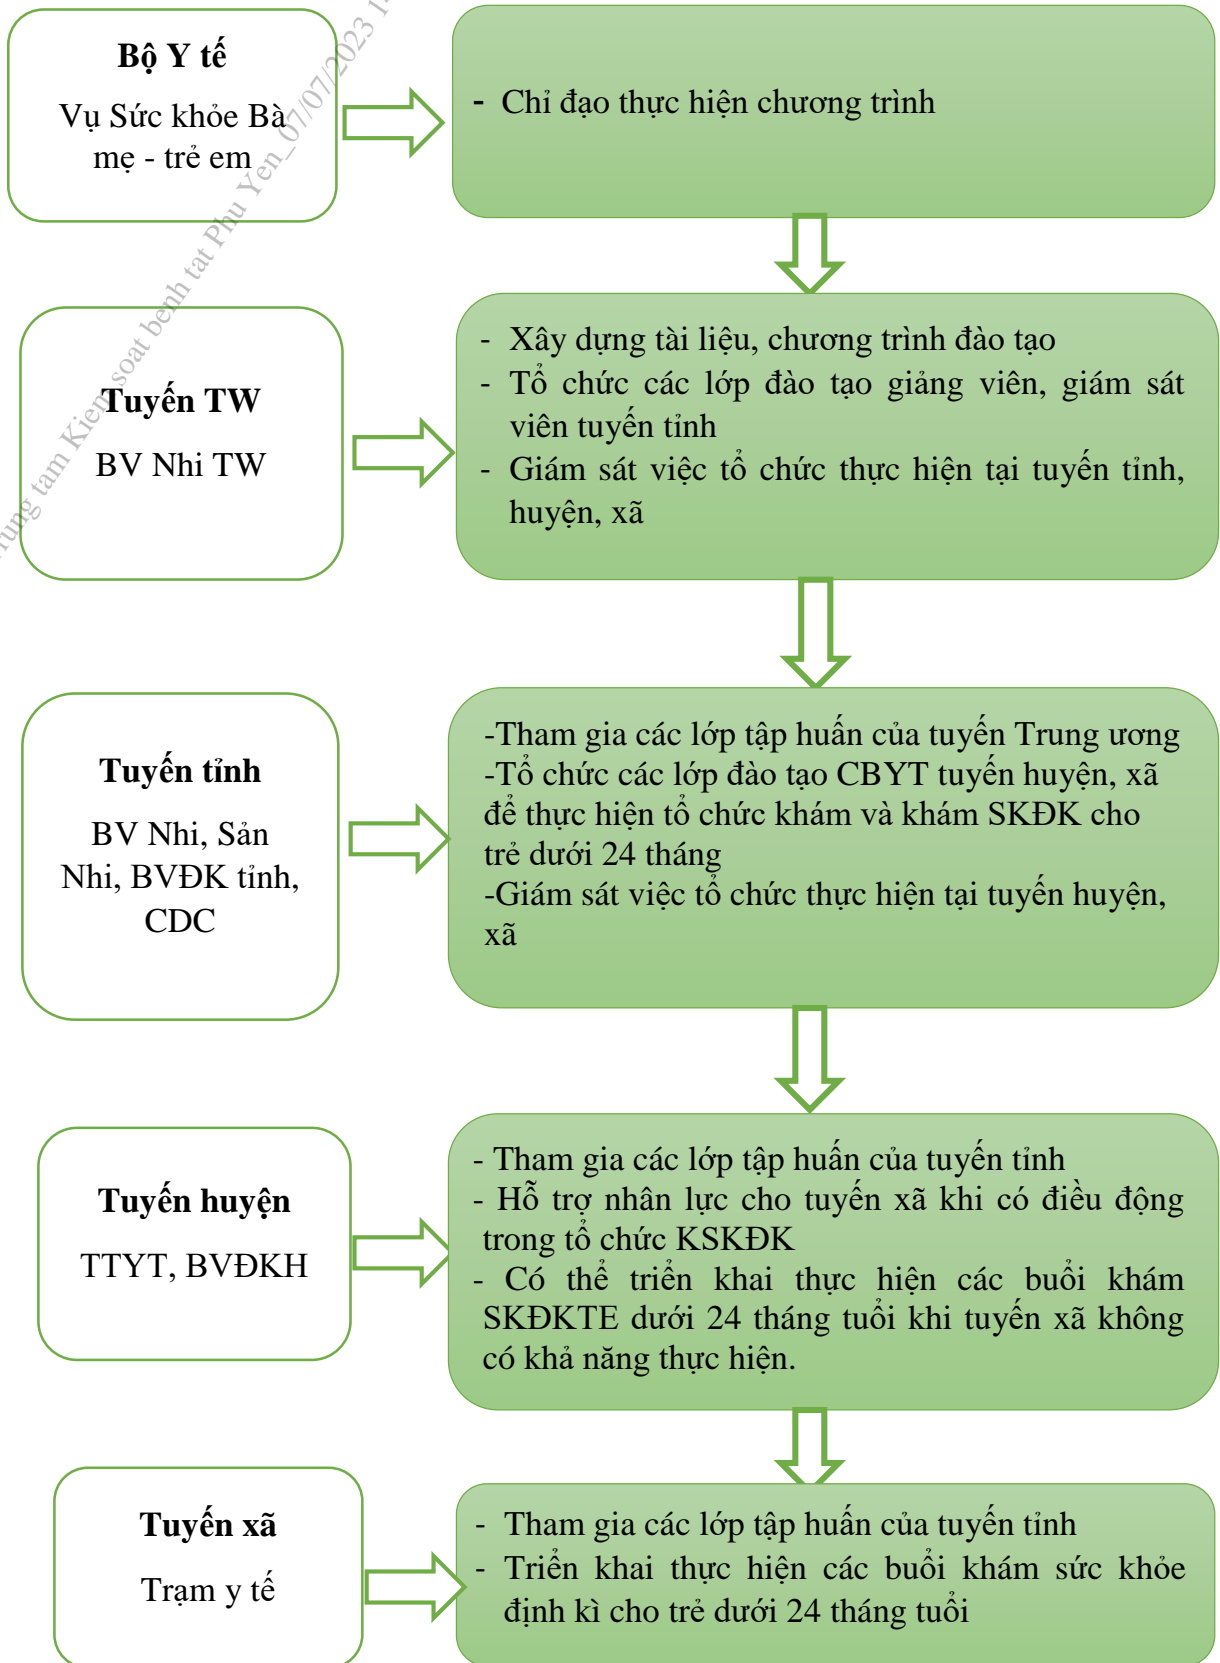 Bộ Y tế
Vụ Sức khỏe Bà
mẹ - trẻ em
- Chỉ đạo thực hiện chương trình
Tuyến TW
BV Nhi TW
- Xây dựng tài liệu, chương trình đào tạo
- Tổ chức các lớp đào tạo giảng viên, giám sát
viên tuyến tỉnh
- Giám sát việc tổ chức thực hiện tại tuyến tỉnh,
huyện, xã
Tuyến tỉnh
BV Nhi, Sản
Nhi, BVĐK tỉnh,
CDC
-Tham gia các lớp tập huấn của tuyến Trung ương
-Tổ chức các lớp đào tạo CBYT tuyến huyện, xã
để thực hiện tổ chức khám và khám SKĐK cho
trẻ dưới 24 tháng
-Giám sát việc tổ chức thực hiện tại tuyến huyện,
xã
Tuyến huyện
TTYT, BVĐKH
- Tham gia các lớp tập huấn của tuyến tỉnh
- Hỗ trợ nhân lực cho tuyến xã khi có điều động
trong tổ chức KSKĐK
- Có thể triển khai thực hiện các buổi khám
SKĐKTE dưới 24 tháng tuổi khi tuyến xã không
có khả năng thực hiện.
Tuyến xã
Trạm y tế
- Tham gia các lớp tập huấn của tuyến tỉnh
- Triển khai thực hiện các buổi khám sức khỏe
định kì cho trẻ dưới 24 tháng tuổi
tam Kiem soat benh tat Phu Yen_07/07/2023